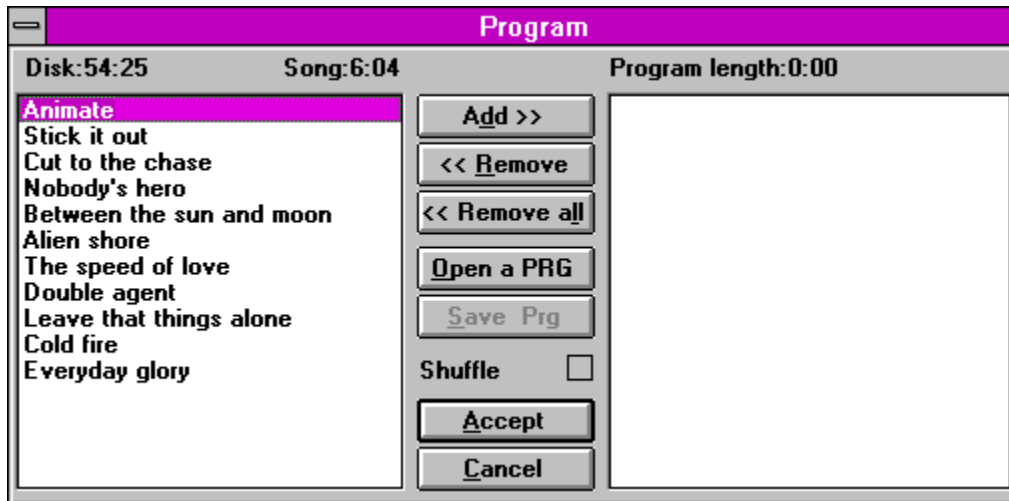 Program
Disk:54:25 Song:6:04 Program length:0:00
Animate
Stick it out
Cut to the chase
Nobody's hero
Between the sun and moon
Alien shore
The speed of love
Double agent
Leave that things alone
Cold fire
Everyday glory
Add >>
<< Remove
<< Remove all
Open a PRG
Save Prg
Shuffle
Accept
Cancel